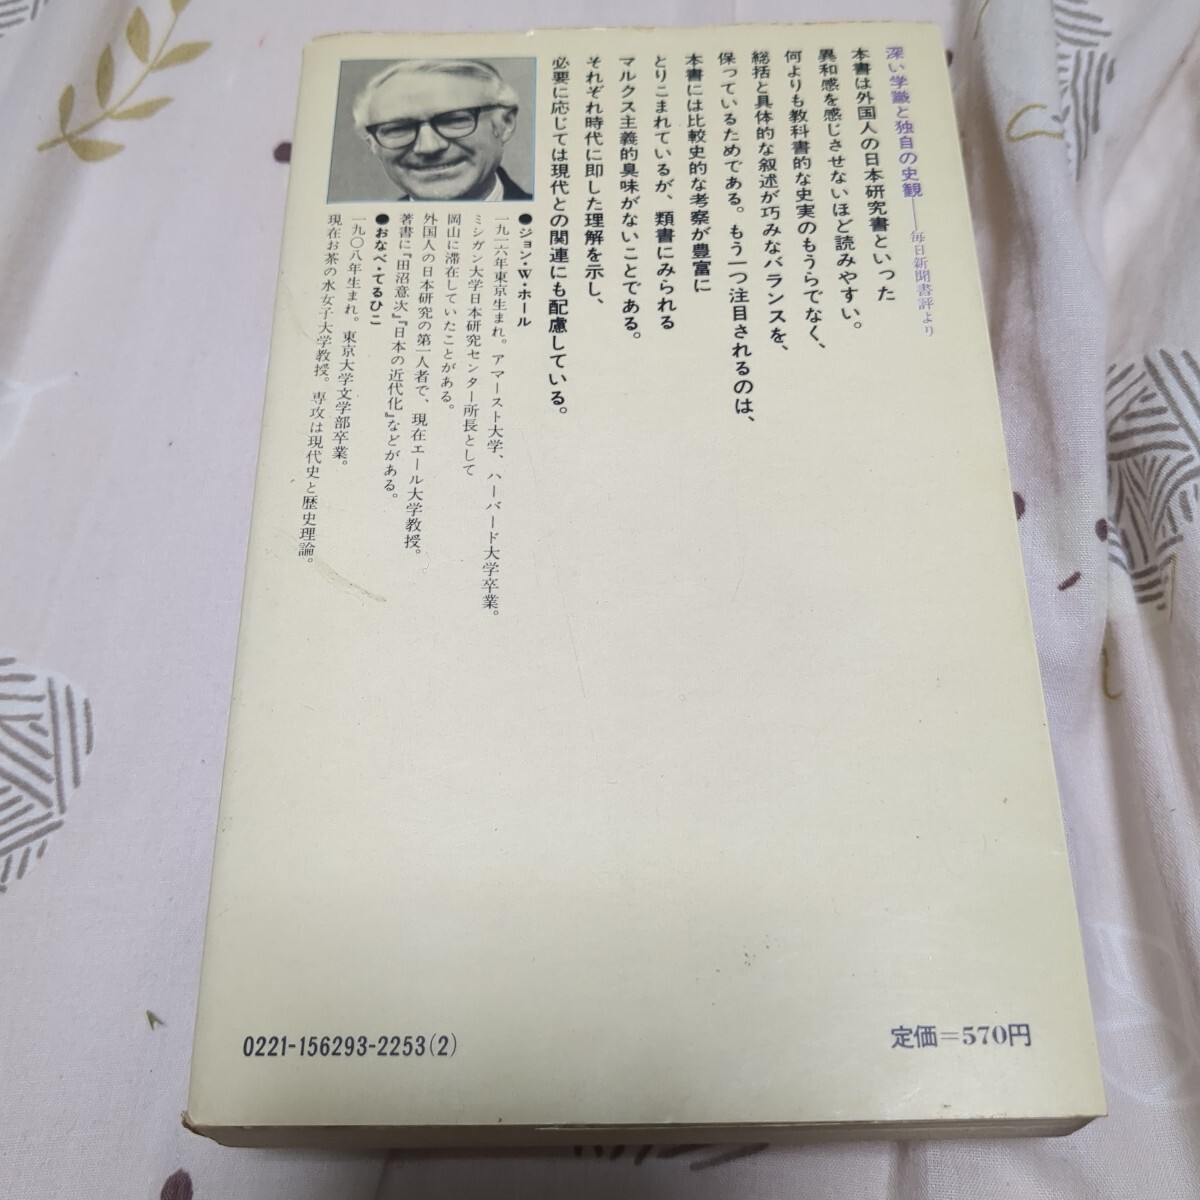 深い学識と独自の史観――毎日新聞書評より
本書は外国人の日本研究書といった
異和感を感じさせないほど読みやすい。
何よりも教科書的な史実のもうらでなく、
総括と具体的な叙述が巧みなバランスを、
保っているためである。もう一つ注目されるのは、
本書には比較史的な考察が豊富に
とりこまれているが、類書にみられる
マルクス主義的臭味がないことである。
それぞれ時代に即した理解を示し、
必要に応じては現代との関連にも配慮している。
●ジョン・W・ホール
一九一六年東京生まれ。アマースト大学、ハーバード大学卒業。
ミシガン大学日本研究センター所長として
岡山に滞在していたことがある。
外国人の日本研究の第一人者で、現在エール大学教授。
著書に『田沼意次』『日本の近代化』などがある。
●おなべ・てるひこ
一九〇八年生まれ。東京大学文学部卒業。
現在お茶の水女子大学教授。専攻は現代史と歴史理論。
0221-156293-2253(2)
定価=570円